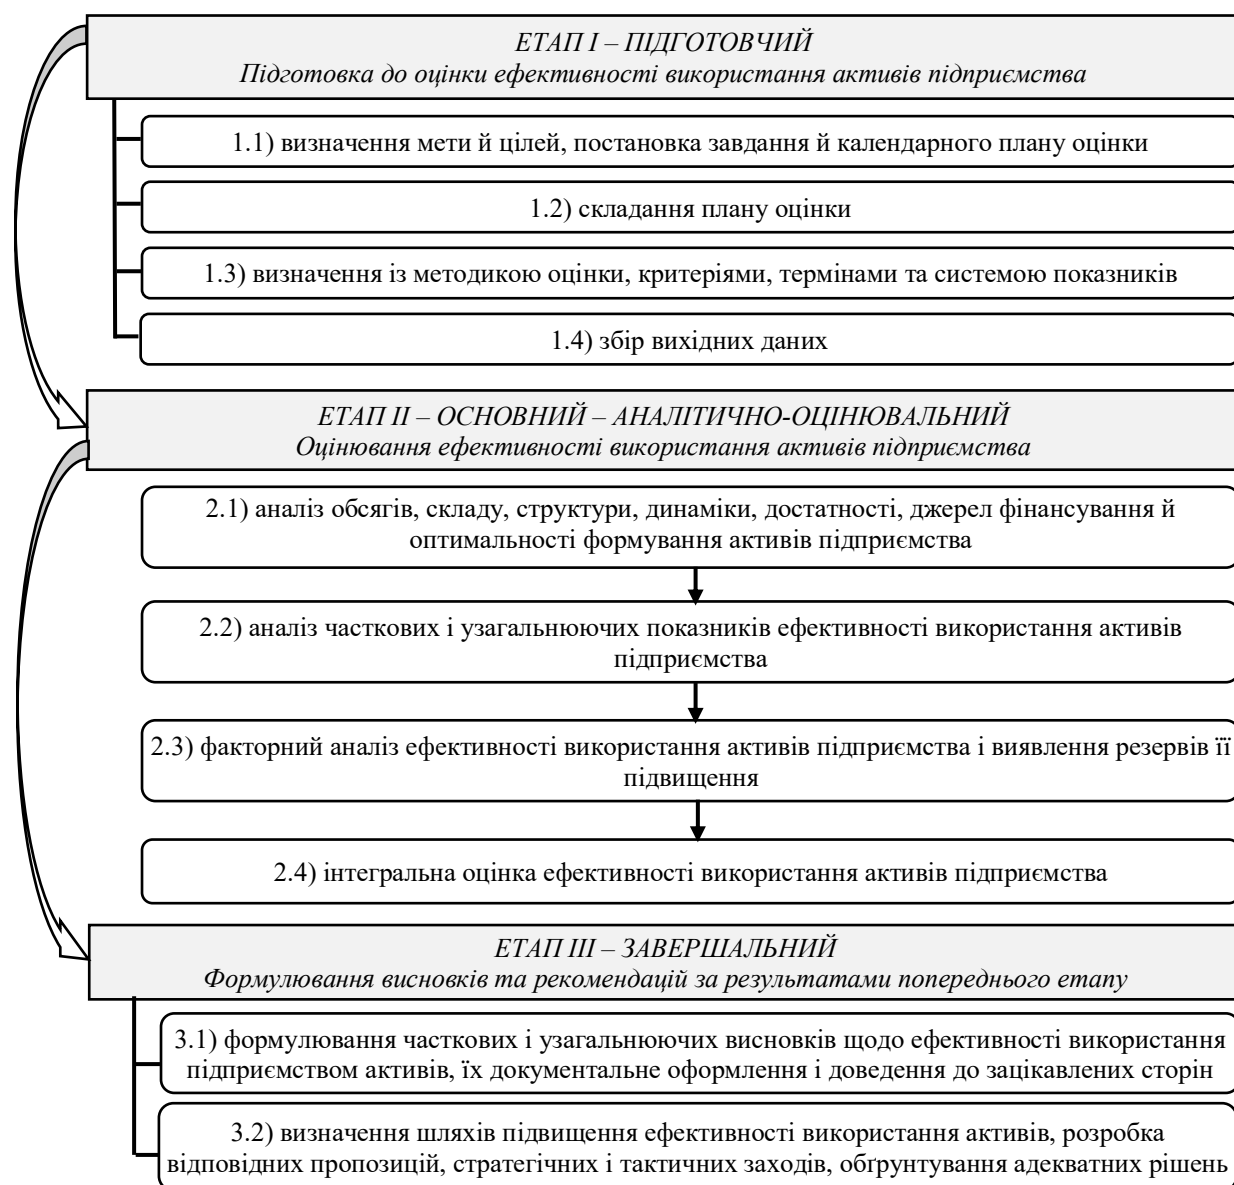 ЕТАП І – ПІДГОТОВЧИЙ
Підготовка до оцінки ефективності використання активів підприємства
1.1) визначення мети й цілей, постановка завдання й календарного плану оцінки
1.2) складання плану оцінки
1.3) визначення із методикою оцінки, критеріями, термінами та системою показників
1.4) збір вихідних даних
ЕТАП ІІ – ОСНОВНИЙ – АНАЛІТИЧНО-ОЦІНЮВАЛЬНИЙ
Оцінювання ефективності використання активів підприємства
2.1) аналіз обсягів, складу, структури, динаміки, достатності, джерел фінансування й
оптимальності формування активів підприємства
2.2) аналіз часткових і узагальнюючих показників ефективності використання активів
підприємства
2.3) факторний аналіз ефективності використання активів підприємства і виявлення резервів її
підвищення
2.4) інтегральна оцінка ефективності використання активів підприємства
ЕТАП ІІІ – ЗАВЕРШАЛЬНИЙ
Формулювання висновків та рекомендацій за результатами попереднього етапу
3.1) формулювання часткових і узагальнюючих висновків щодо ефективності використання
підприємством активів, їх документальне оформлення і доведення до зацікавлених сторін
3.2) визначення шляхів підвищення ефективності використання активів, розробка
відповідних пропозицій, стратегічних і тактичних заходів, обґрунтування адекватних рішень